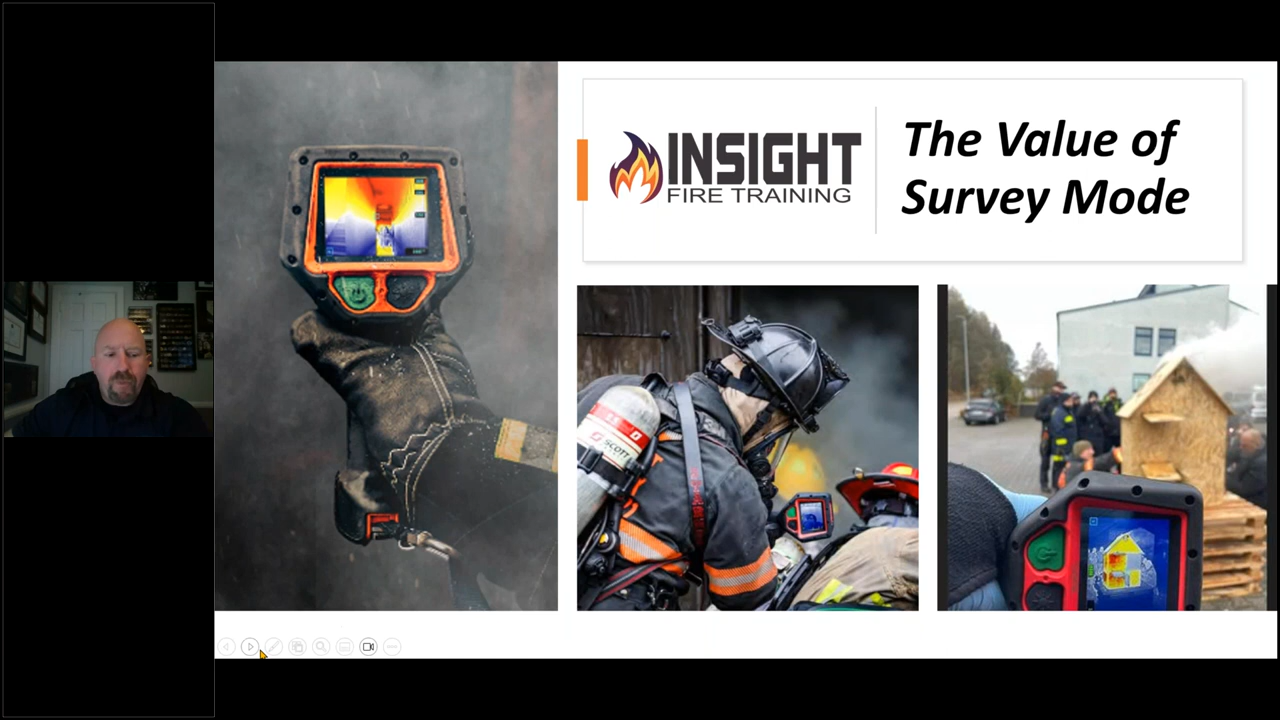 INSIGHT
FIRE TRAINING
The Value of
Survey Mode
SCOTT